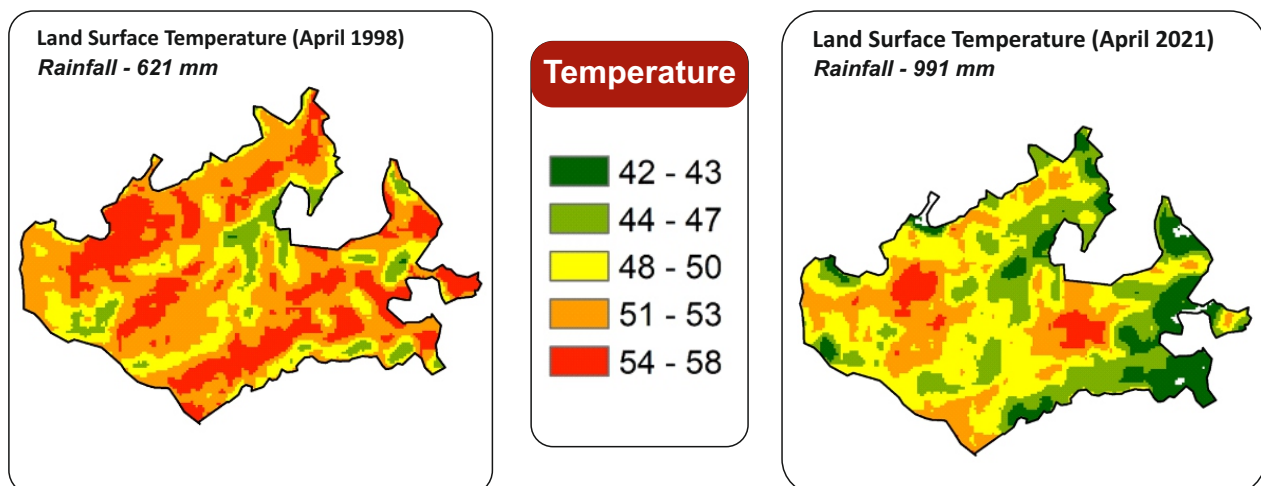 Land Surface Temperature (April 1998)
Rainfall - 621 mm
Temperature
42 - 43
44 - 47
48 - 50
51 - 53
54 - 58
Land Surface Temperature (April 2021)
Rainfall - 991 mm